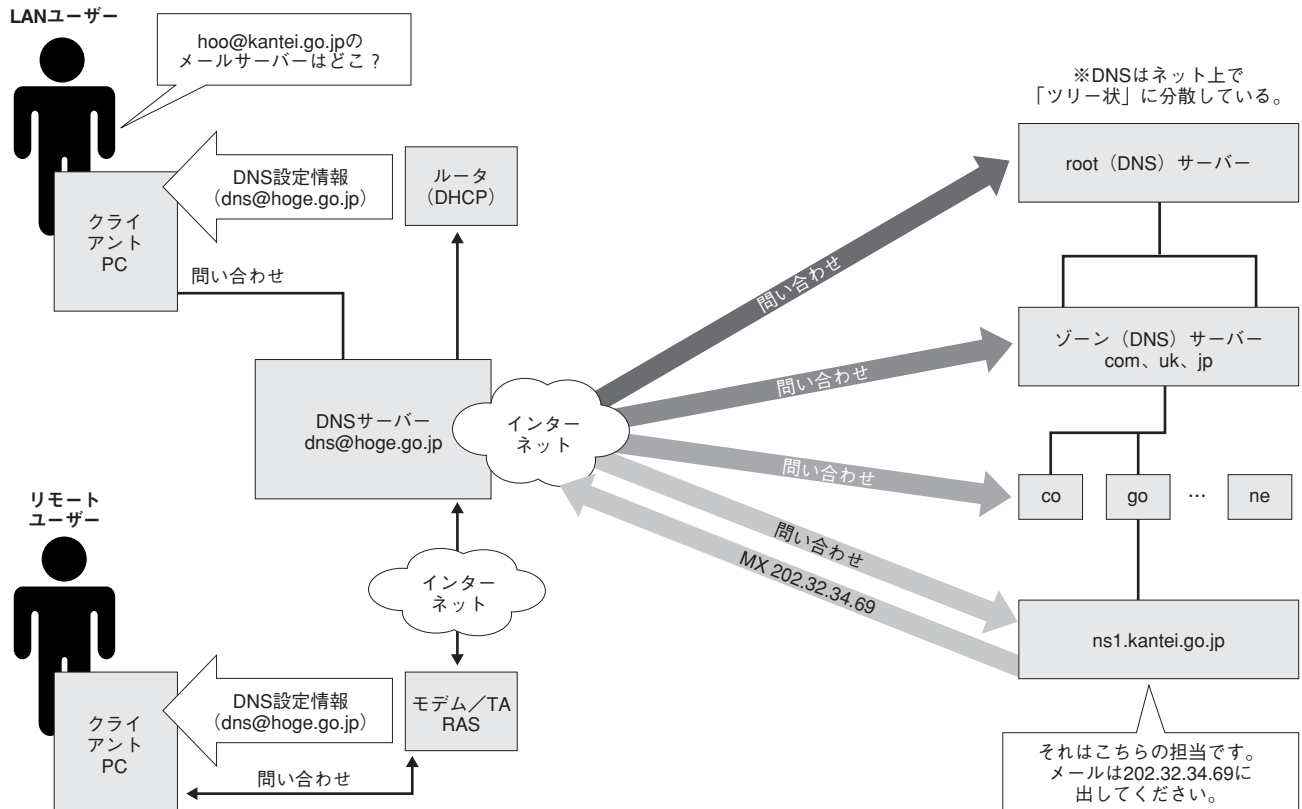 LANユーザー
hoo@kantei.go.jpの
メールサーバーはどこ？
DNS設定情報
（dns@hoge.go.jp）
ルータ
（DHCP）
クライ
アント
PC
問い合わせ
DNSサーバー
dns@hoge.go.jp
インター
ネット
リモート
ユーザー
インター
ネット
DNS設定情報
（dns@hoge.go.jp）
モデム／TA
RAS
クライ
アント
PC
問い合わせ
問い合わせ
問い合わせ
問い合わせ
問い合わせ
MX 202.32.34.69
※DNSはネット上で
「ツリー状」に分散している。
root（DNS）サーバー
ゾーン（DNS）サーバー
com、uk、jp
co
go
…
ne
ns1.kantei.go.jp
それはこちらの担当です。
メールは202.32.34.69に
出してください。